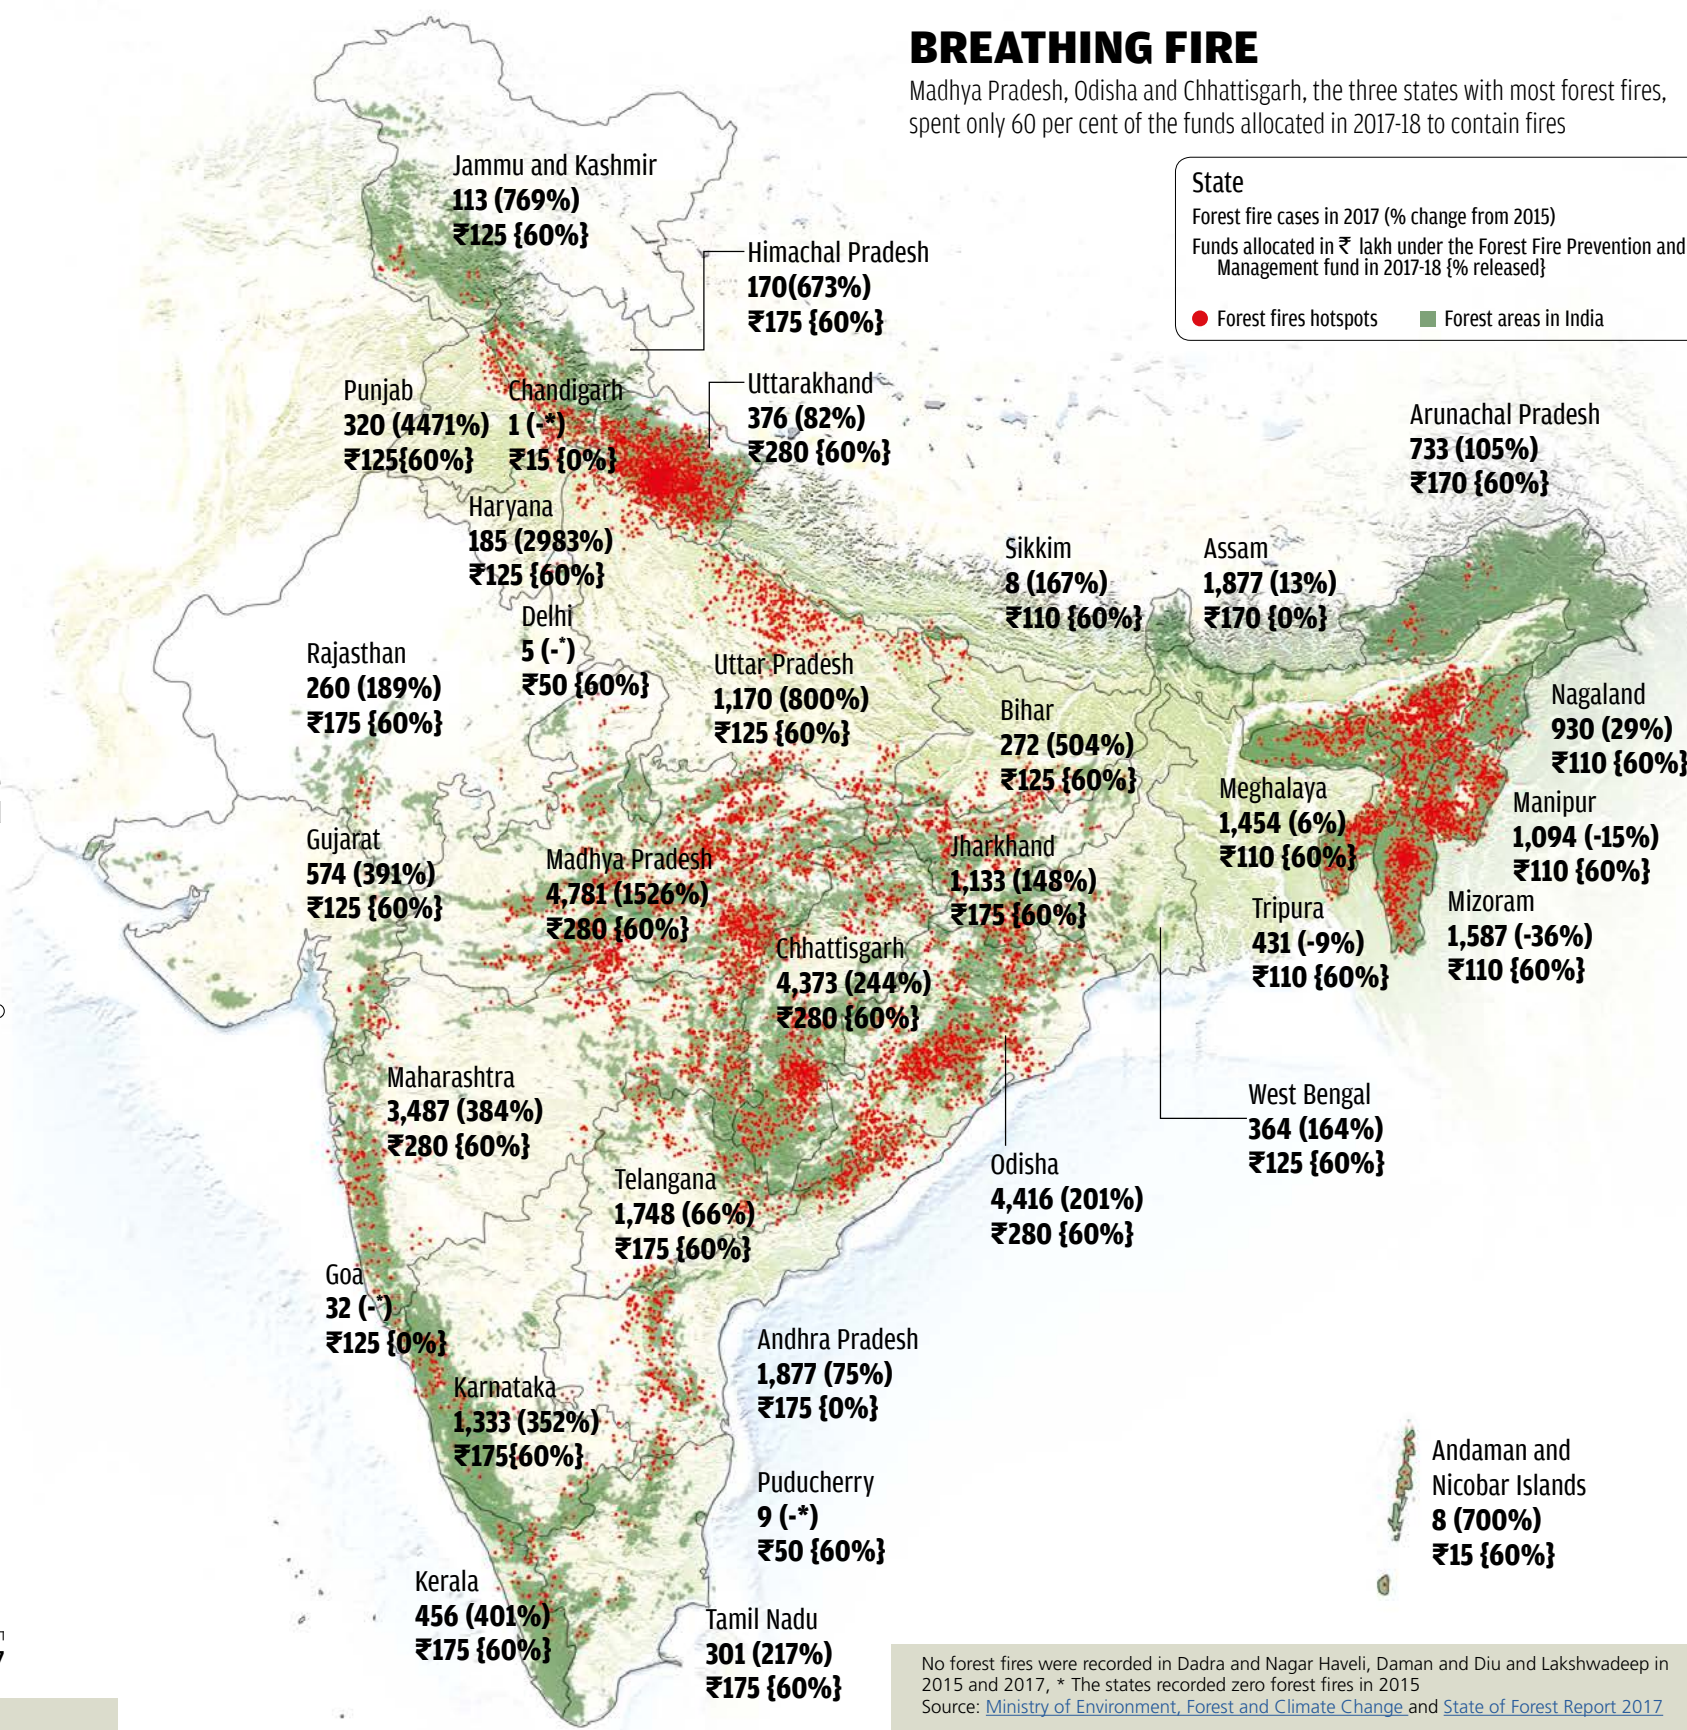 BREATHING FIRE
Madhya Pradesh, Odisha and Chhattisgarh, the three states with most forest fires,
spent only 60 per cent of the funds allocated in 2017-18 to contain fires
State
Forest fire cases in 2017 (% change from 2015)
Funds allocated in ₹ lakh under the Forest Fire Prevention and
Management fund in 2017-18 {% released}
Forest fires hotspots
Forest areas in India
Jammu and Kashmir
113 (769%)
₹125 {60%}
Himachal Pradesh
170(673%)
₹175 {60%}
Punjab
320 (4471%)
₹125{60%}
Chandigarh
1 (-*)
₹15 {0%}
Uttarakhand
376 (82%)
₹280 {60%}
Arunachal Pradesh
733 (105%)
₹170 {60%}
Haryana
185 (2983%)
₹125 {60%}
Sikkim
8 (167%)
₹110 {60%}
Assam
1,877 (13%)
₹170 {0%}
Delhi
5 (-*)
₹50 {60%}
Rajasthan
260 (189%)
₹175 {60%}
Uttar Pradesh
1,170 (800%)
₹125 {60%}
Bihar
272 (504%)
₹125 {60%}
Nagaland
930 (29%)
₹110 {60%}
Meghalaya
1,454 (6%)
₹110 {60%}
Manipur
1,094 (-15%)
₹110 {60%}
Gujarat
574 (391%)
₹125 {60%}
Madhya Pradesh
4,781 (1526%)
₹280 {60%}
Jharkhand
1,133 (148%)
₹175 {60%}
Tripura
431 (-9%)
₹110 {60%}
Mizoram
1,587 (-36%)
₹110 {60%}
Chhattisgarh
4,373 (244%)
₹280 {60%}
Maharashtra
3,487 (384%)
₹280 {60%}
West Bengal
364 (164%)
₹125 {60%}
Odisha
4,416 (201%)
₹280 {60%}
Telangana
1,748 (66%)
₹175 {60%}
Goa
32 (-*)
₹125 {0%}
Andhra Pradesh
1,877 (75%)
₹175 {0%}
Karnataka
1,333 (352%)
₹175{60%}
Puducherry
9 (-*)
₹50 {60%}
Andaman and
Nicobar Islands
8 (700%)
₹15 {60%}
Kerala
456 (401%)
₹175 {60%}
Tamil Nadu
301 (217%)
₹175 {60%}
No forest fires were recorded in Dadra and Nagar Haveli, Daman and Diu and Lakshwadeep in
2015 and 2017, * The states recorded zero forest fires in 2015
Source: Ministry of Environment, Forest and Climate Change and State of Forest Report 2017